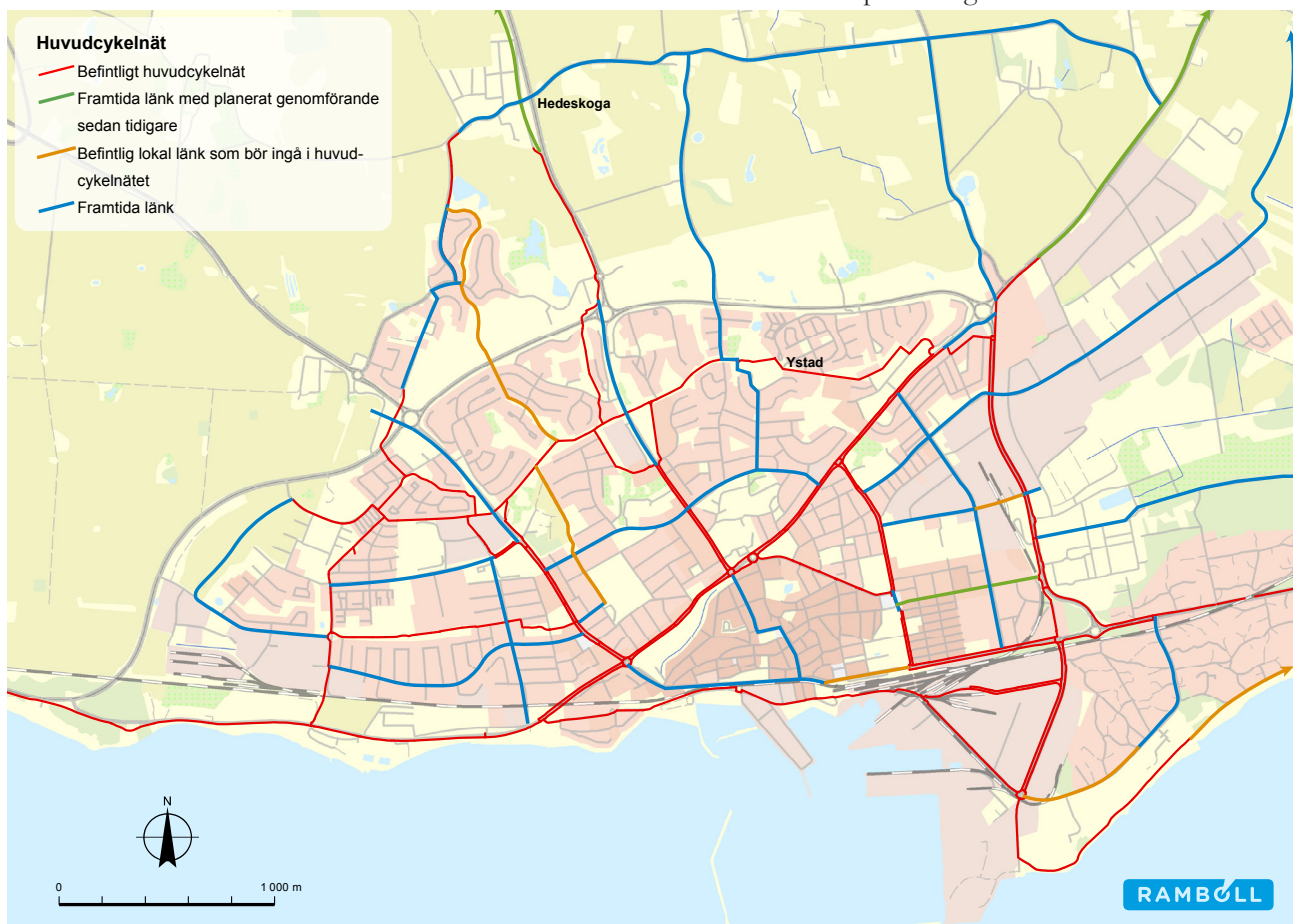 Huvudcykelnät
Befintligt huvudcykelnät
Framtida länk med planerat genomförande
sedan tidigare
Befintlig lokal länk som bör ingå i huvud-
cykelnätet
Framtida länk
Hedeskoga
Ystad
P
N
0 1 000 m
RAMBOLL